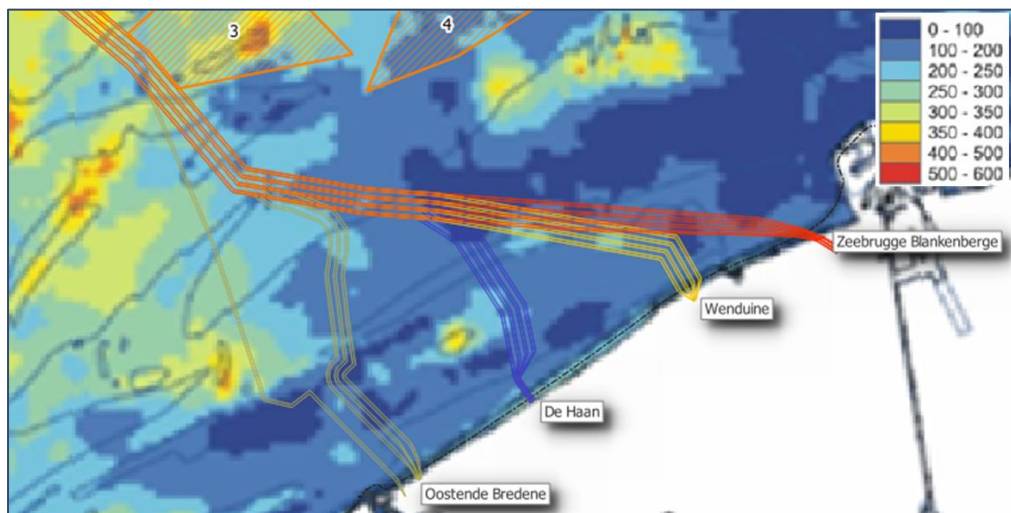 3
4
0 - 100
100 - 200
200 - 250
250 - 300
300 - 350
350 - 400
400 - 500
500 - 600
Zeebrugge Blankenberge
Wenduine
De Haan
Oostende Bredene